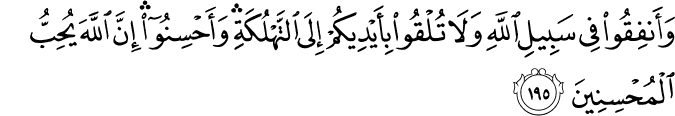 وَأَنفِقُوا۟ فِى سَبِيلِ ٱللَّهِ وَلَا تُلْقُوا۟ بِأَيْدِيكُمْ إِلَى ٱلتَّهْلُكَةِ ۛ وَأَحْسِنُوٓا۟ ۛ إِنَّ ٱللَّهَ يُحِبُّ
ٱلْمُحْسِنِينَ ١٩٥